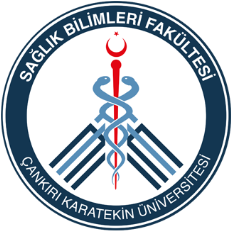 SAĞLIK BİLİMLERİ FAKÜLTESİ
ÇANKIRI KARATEKİN ÜNİVERSİTESİ